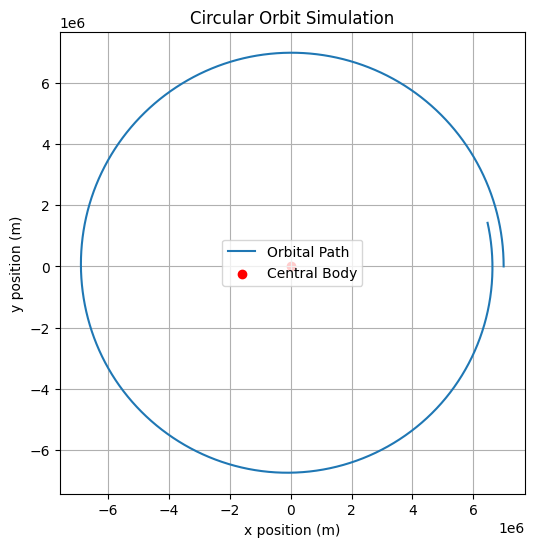 Circular Orbit Simulation
1e6
6
4
2
0
−2
−4
−6
y position (m)
Orbital Path
Central Body
−6 −4 −2 0 2 4 6
1e6
x position (m)